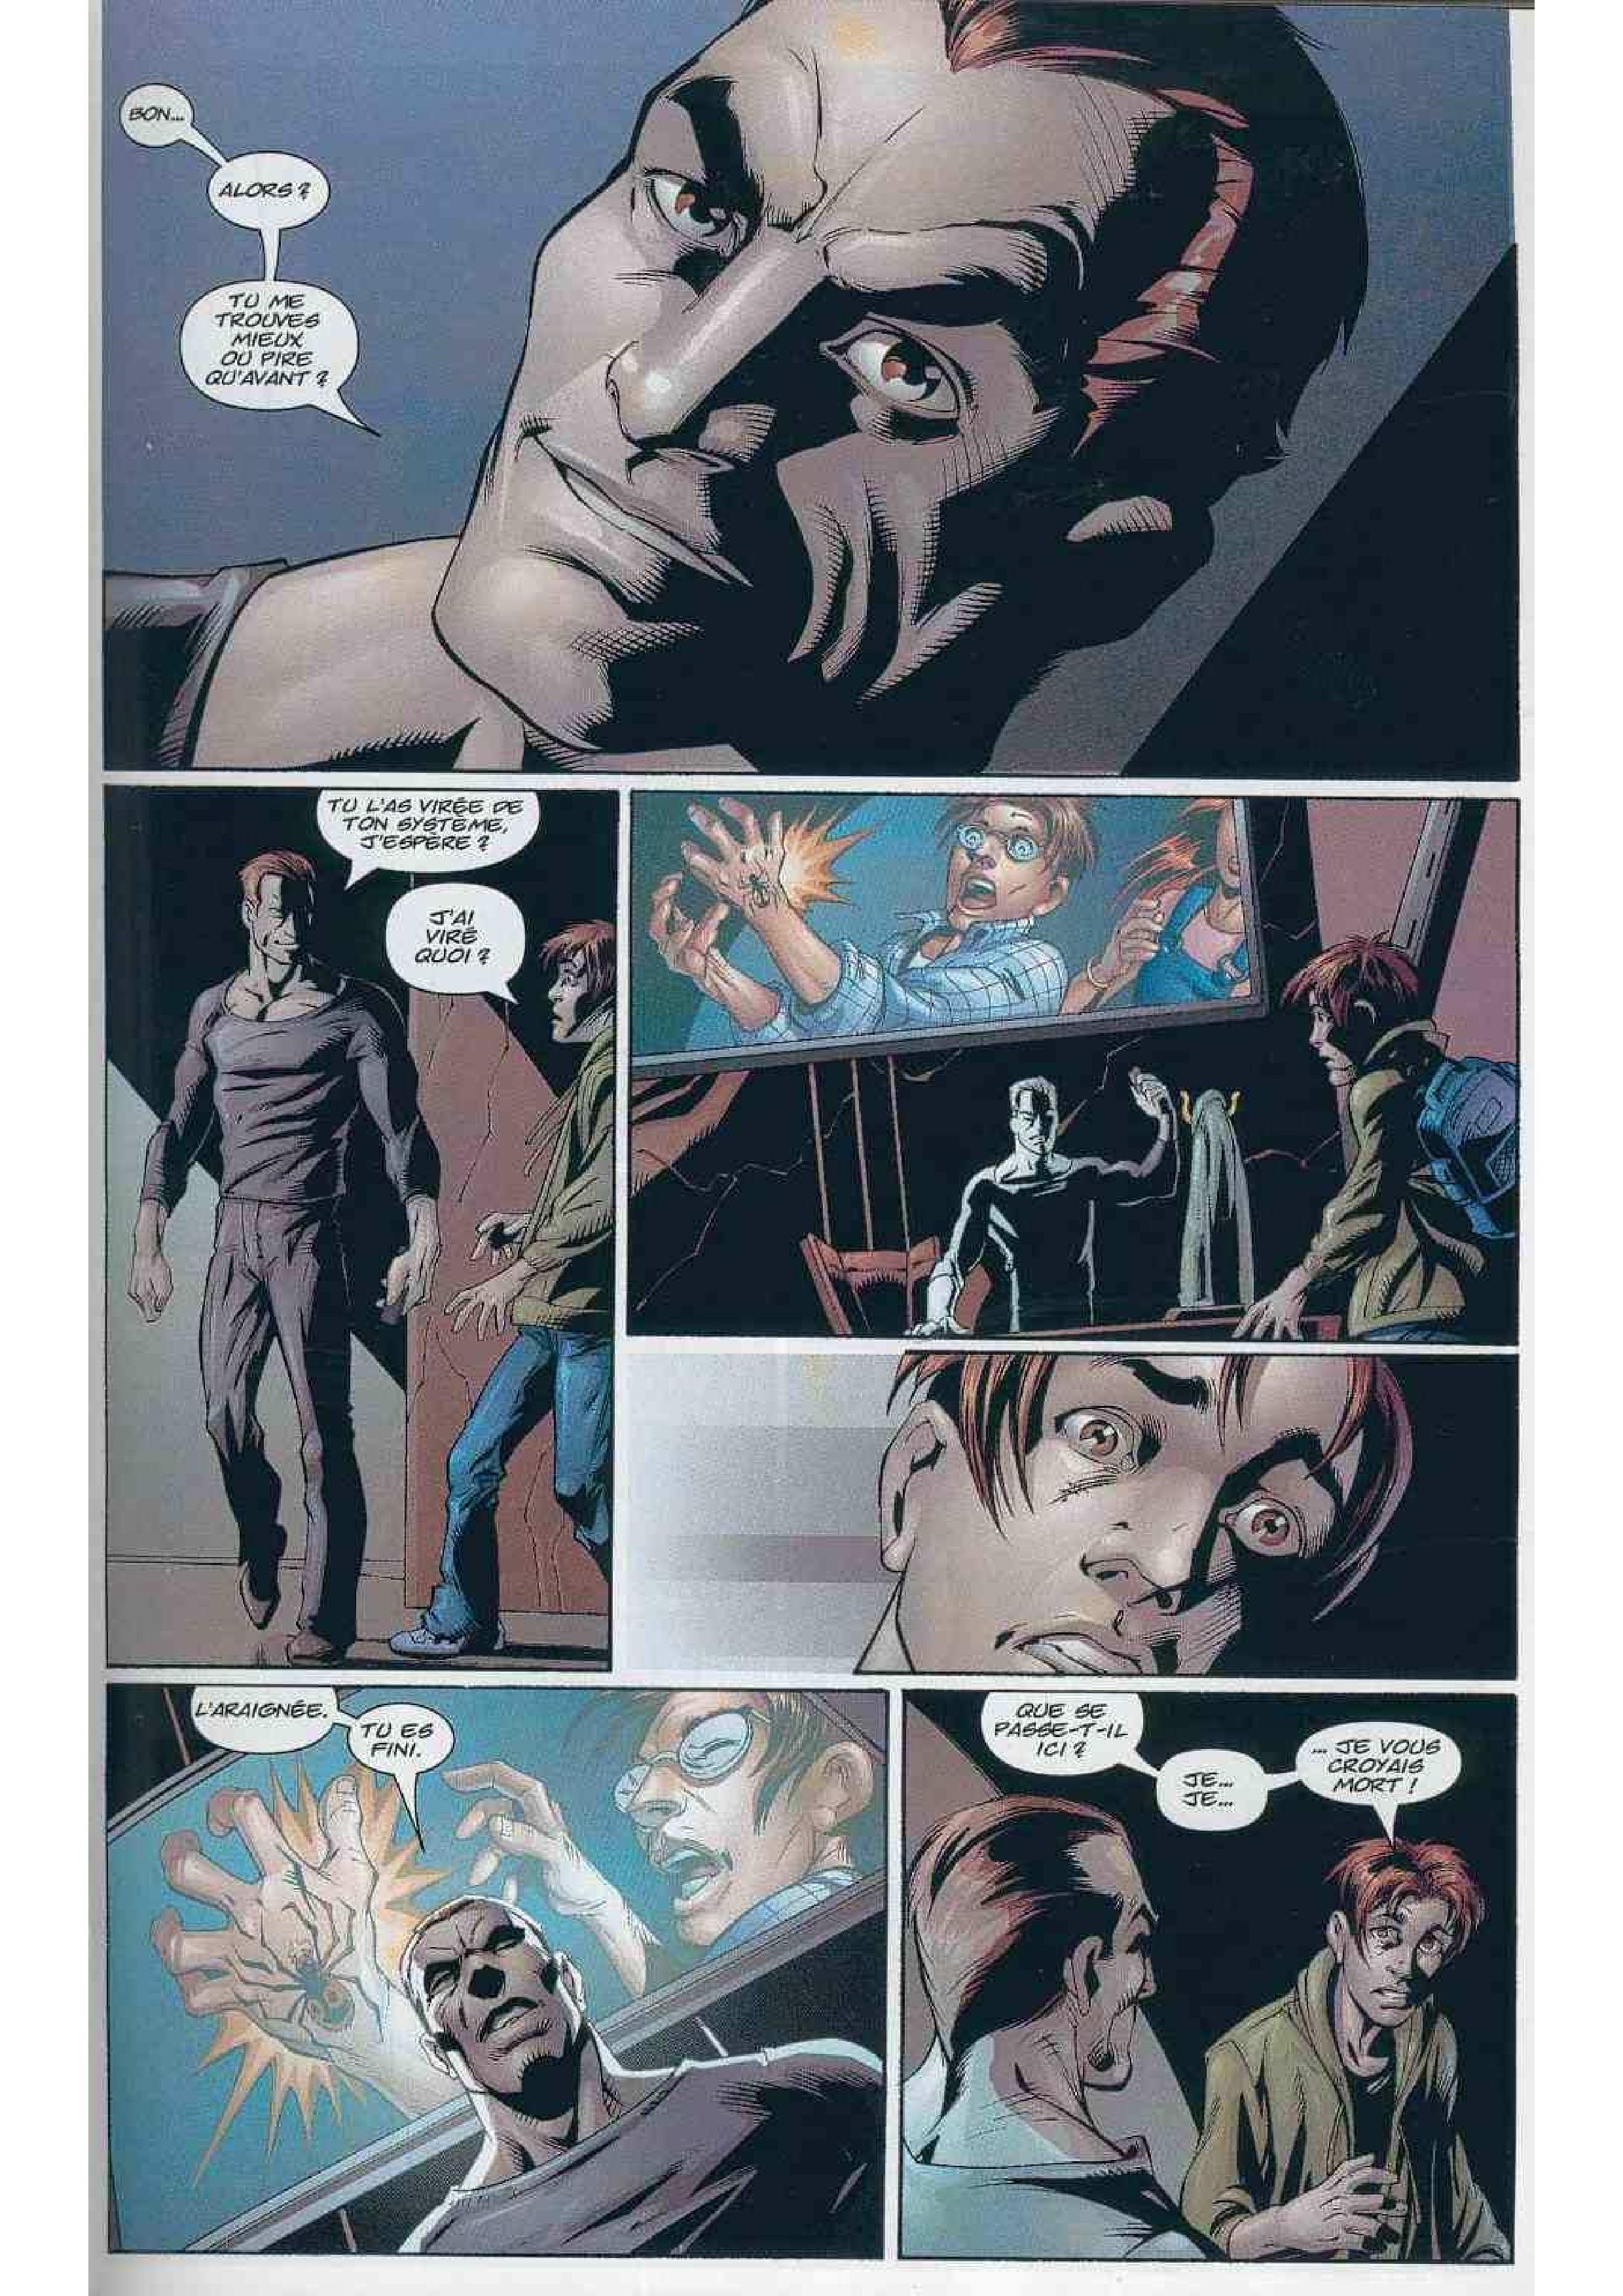 BON...
ALORS ?
TU ME
TROUVES
MIEUX
OU PIRE
QU'AVANT ?
TU L'AS VIRÉE DE
TON SYSTÈME,
J'ESPÈRE ?
J'AI
VIRÉ
QUOI ?
L'ARAIGNÉE.
TU ES
FINI.
QUE SE
PASSE-T-IL
ICI ?
JE...
JE...
... JE VOUS
CROYAIS
MORT !